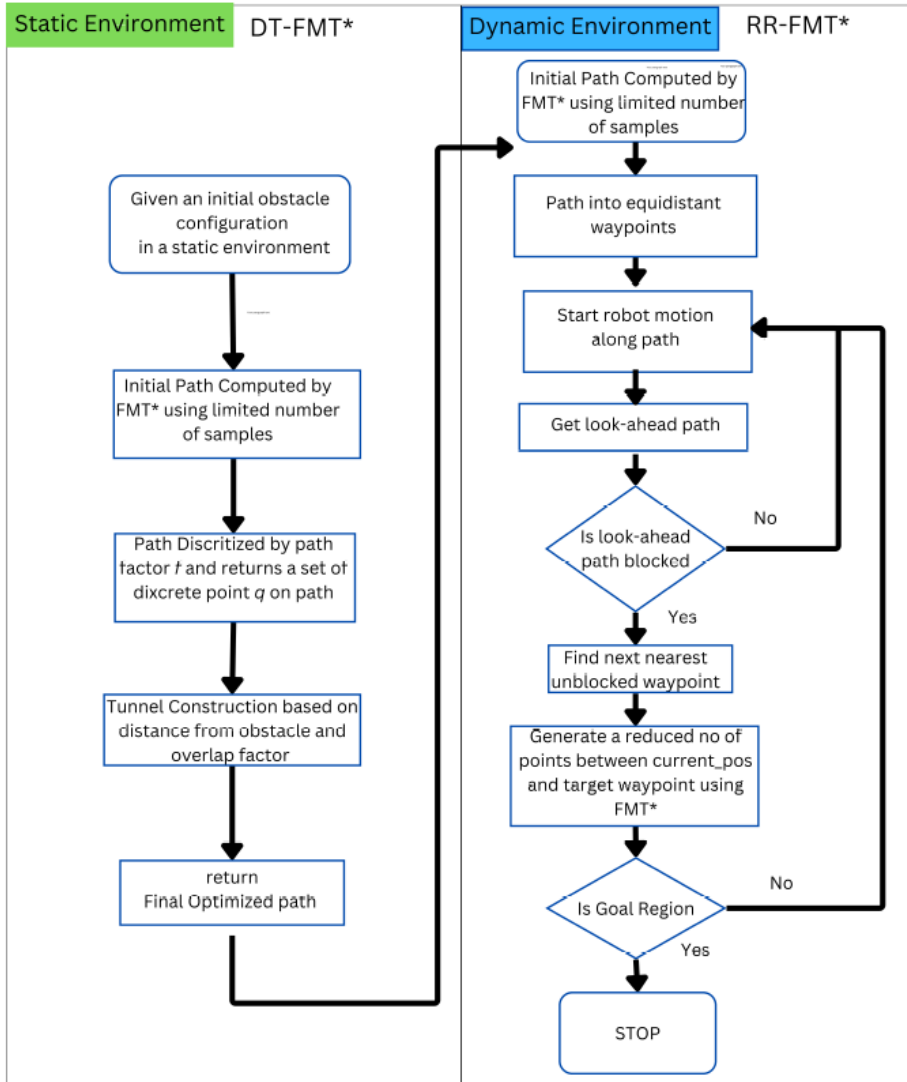 Static Environment
DT-FMT*
Given an initial obstacle
configuration
in a static environment
Initial Path Computed by
FMT* using limited number
of samples
Path Discritized by path
factor f and returns a set of
dixcrete point q on path
Tunnel Construction based on
distance from obstacle and
overlap factor
return
Final Optimized path
Dynamic Environment
RR-FMT*
Initial Path Computed by
FMT* using limited number
of samples
Path into equidistant
waypoints
Start robot motion
along path
Get look-ahead path
Is look-ahead
path blocked
No
Yes
Find next nearest
unblocked waypoint
Generate a reduced no of
points between current_pos
and target waypoint using
FMT*
Is Goal Region
No
Yes
STOP